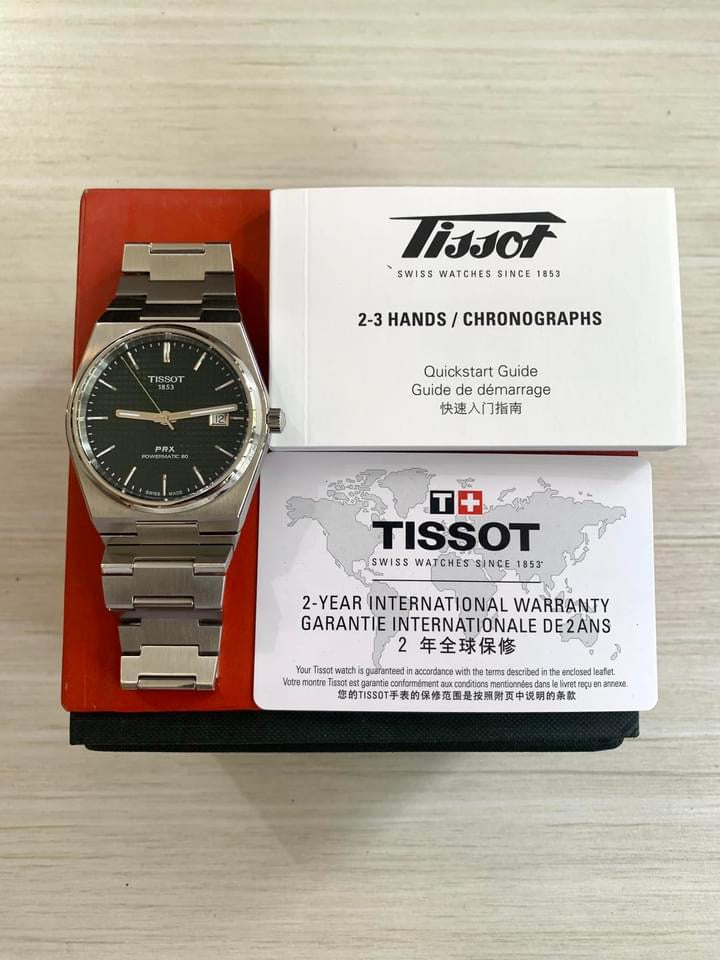 TISSOT
1853
12
PRX
POWERMATIC 80
SWISS MADE
Tissot
SWISS WATCHES SINCE 1853
2-3 HANDS / CHRONOGRAPHS
Quickstart Guide
Guide de démarrage
快速入门指南
T+
TISSOT
SWISS WATCHES SINCE 1853
2-YEAR INTERNATIONAL WARRANTY
GARANTIE INTERNATIONALE DE 2 ANS
2 年全球保修
Your Tissot watch is guaranteed in accordance with the terms described in the enclosed leaflet.
Votre montre Tissot est garantie conformément aux conditions mentionnées dans le livret reçu en annexe.
您的TISSOT手表的保修范围是按照附页中说明的条款